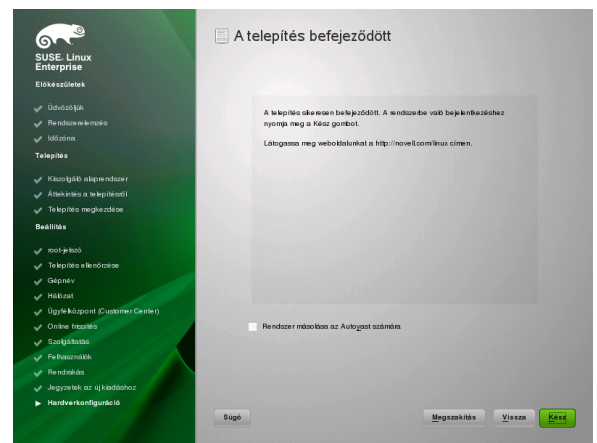 SUSE. Linux
Enterprise
Előkészületek
Üdvözöljük
Rendszerelemzés
Időzóna
Telepítés
Kiszolgáló alaprendszer
Áttekintés a telepítésről
Telepítés megkezdése
Beállítás
root-jelszó
Telepítés ellenőrzése
Gépnév
Hálózat
Ügyfélközpont (Customer Center)
Online frissítés
Szolgáltatás
Felhasználók
Rendrakás
Jegyzetek az új kiadáshoz
Hardverkonfiguráció
A telepítés befejeződött
A telepítés sikeresen befejeződött. A rendszerbe való bejelentkezéshez
nyomja meg a Kész gombot.
Látogassa meg weboldalunkat a http://novell.com/linux címen.
Rendszer másolása az Autoyast számára
Súgó
Megszakítás
Vissza
Kész